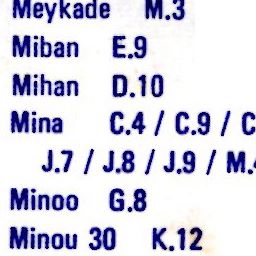 Meykade M.3
Miban E.9
Mihan D.10
Mina C.4 / C.9 / C
J.7 / J.8 / J.9 / M.
Minoo G.8
Minou 30 K.12